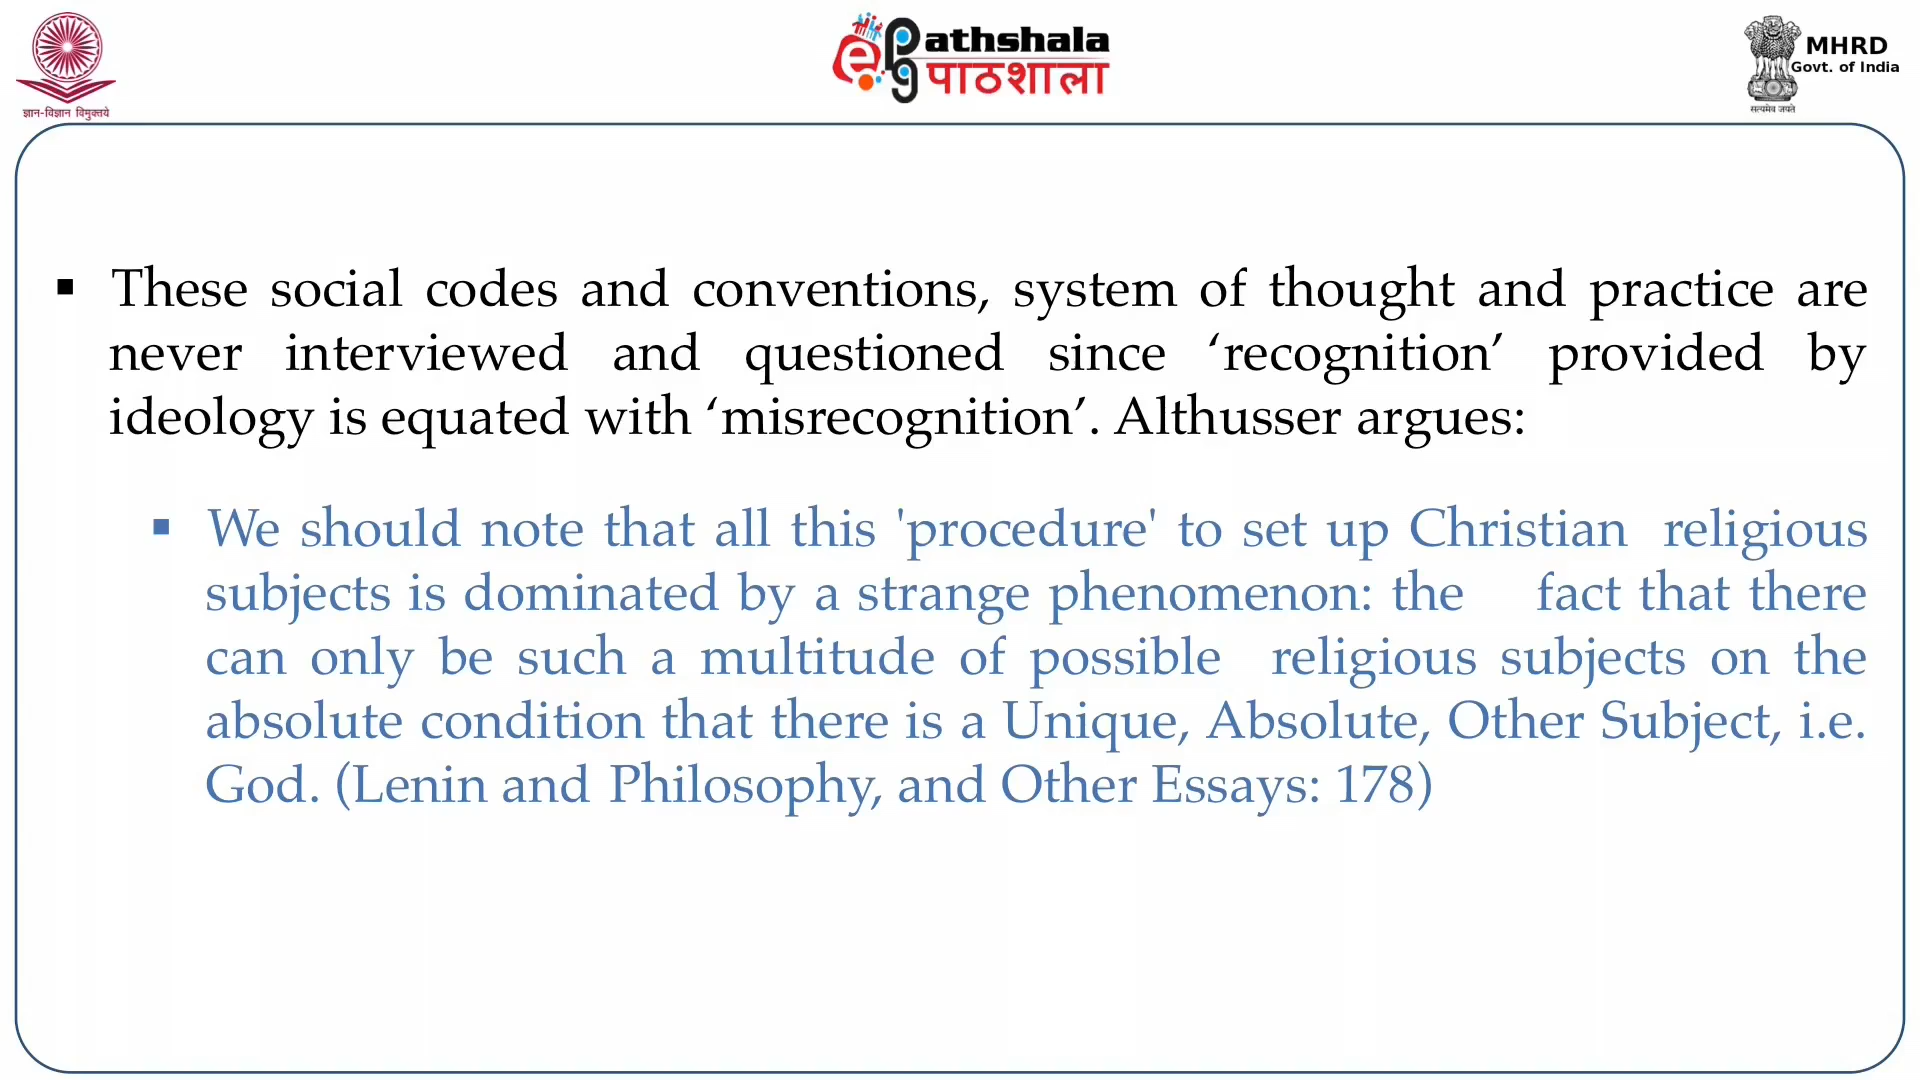 ज्ञान-विज्ञान विमुक्तये
e Pg athshala
पाठशाला
MHRD
Govt. of India
सत्यमेव जयते
▪ These social codes and conventions, system of thought and practice are
never interviewed and questioned since ‘recognition’ provided by
ideology is equated with ‘misrecognition’. Althusser argues:
▪ We should note that all this 'procedure' to set up Christian religious
subjects is dominated by a strange phenomenon: the fact that there
can only be such a multitude of possible religious subjects on the
absolute condition that there is a Unique, Absolute, Other Subject, i.e.
God. (Lenin and Philosophy, and Other Essays: 178)